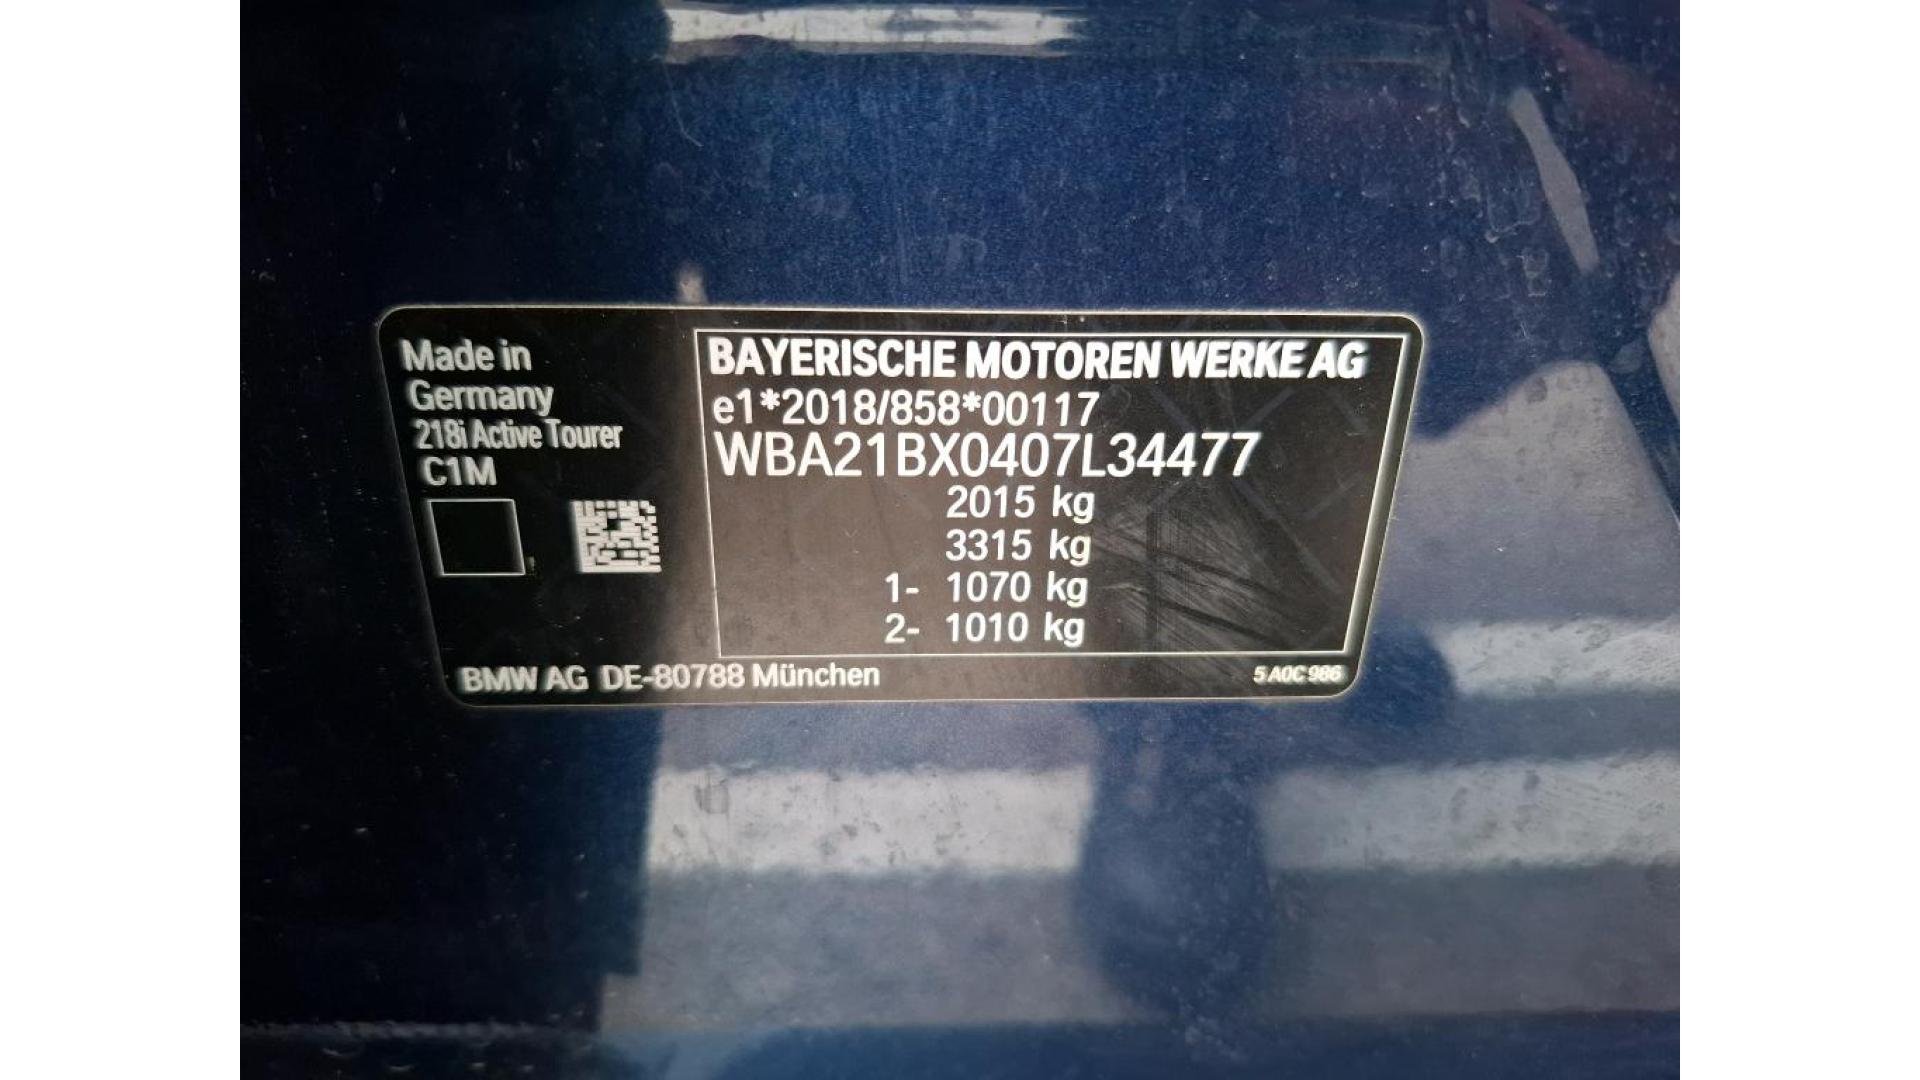 Made in
Germany
218i Active Tourer
C1M
BAYERISCHE MOTOREN WERKE AG
e1*2018/858*00117
WBA21BX0407L34477
2015 kg
3315 kg
1- 1070 kg
2- 1010 kg
BMW AG DE-80788 München
5 A0C 986